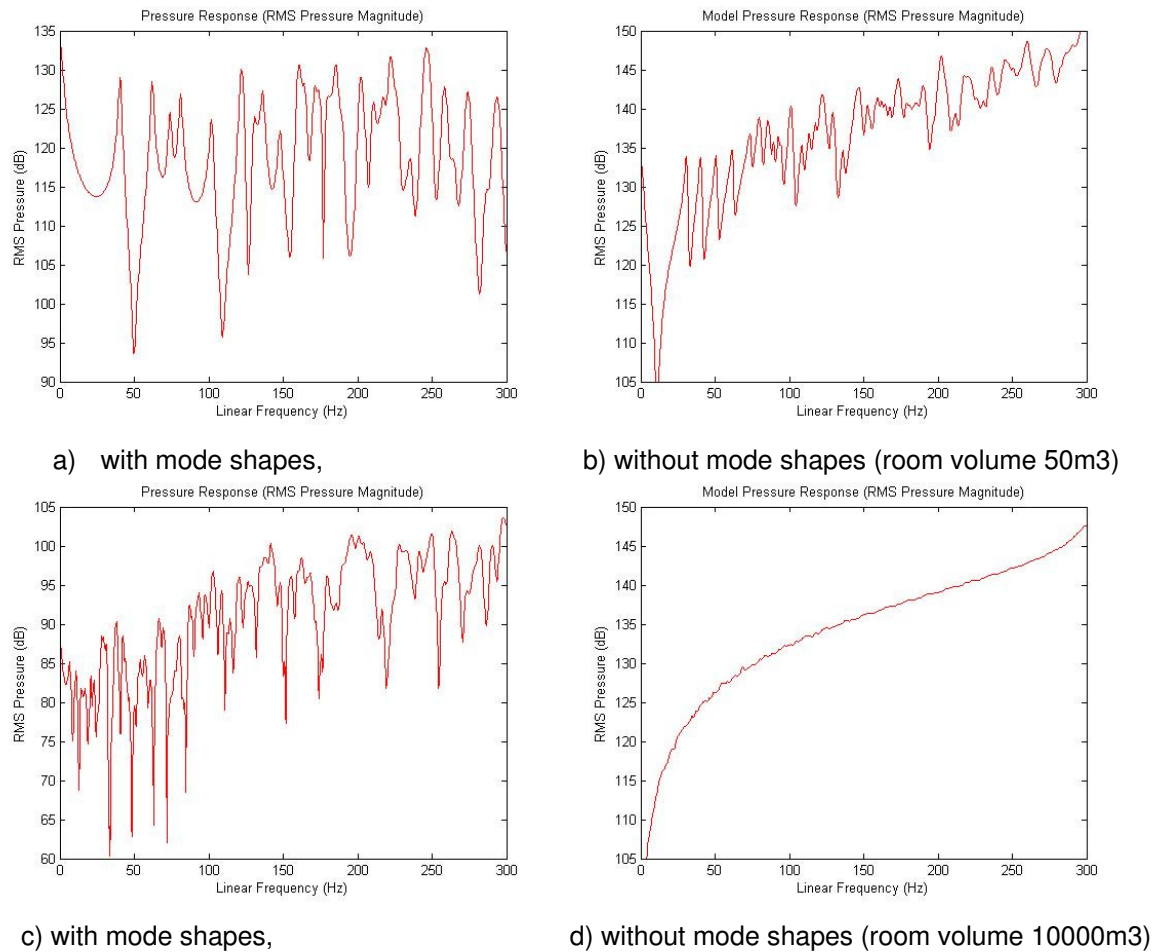 Pressure Response (RMS Pressure Magnitude)
135
130
125
120
115
110
105
100
95
90
RMS Pressure (dB)
0 50 100 150 200 250 300
Linear Frequency (Hz)
Model Pressure Response (RMS Pressure Magnitude)
150
145
140
135
130
125
120
115
110
105
RMS Pressure (dB)
0 50 100 150 200 250 300
Linear Frequency (Hz)
a) with mode shapes,
b) without mode shapes (room volume 50m3)
Pressure Response (RMS Pressure Magnitude)
105
100
95
90
85
80
75
70
65
60
RMS Pressure (dB)
0 50 100 150 200 250 300
Linear Frequency (Hz)
Model Pressure Response (RMS Pressure Magnitude)
150
145
140
135
130
125
120
115
110
105
RMS Pressure (dB)
0 50 100 150 200 250 300
Linear Frequency (Hz)
c) with mode shapes,
d) without mode shapes (room volume 10000m3)